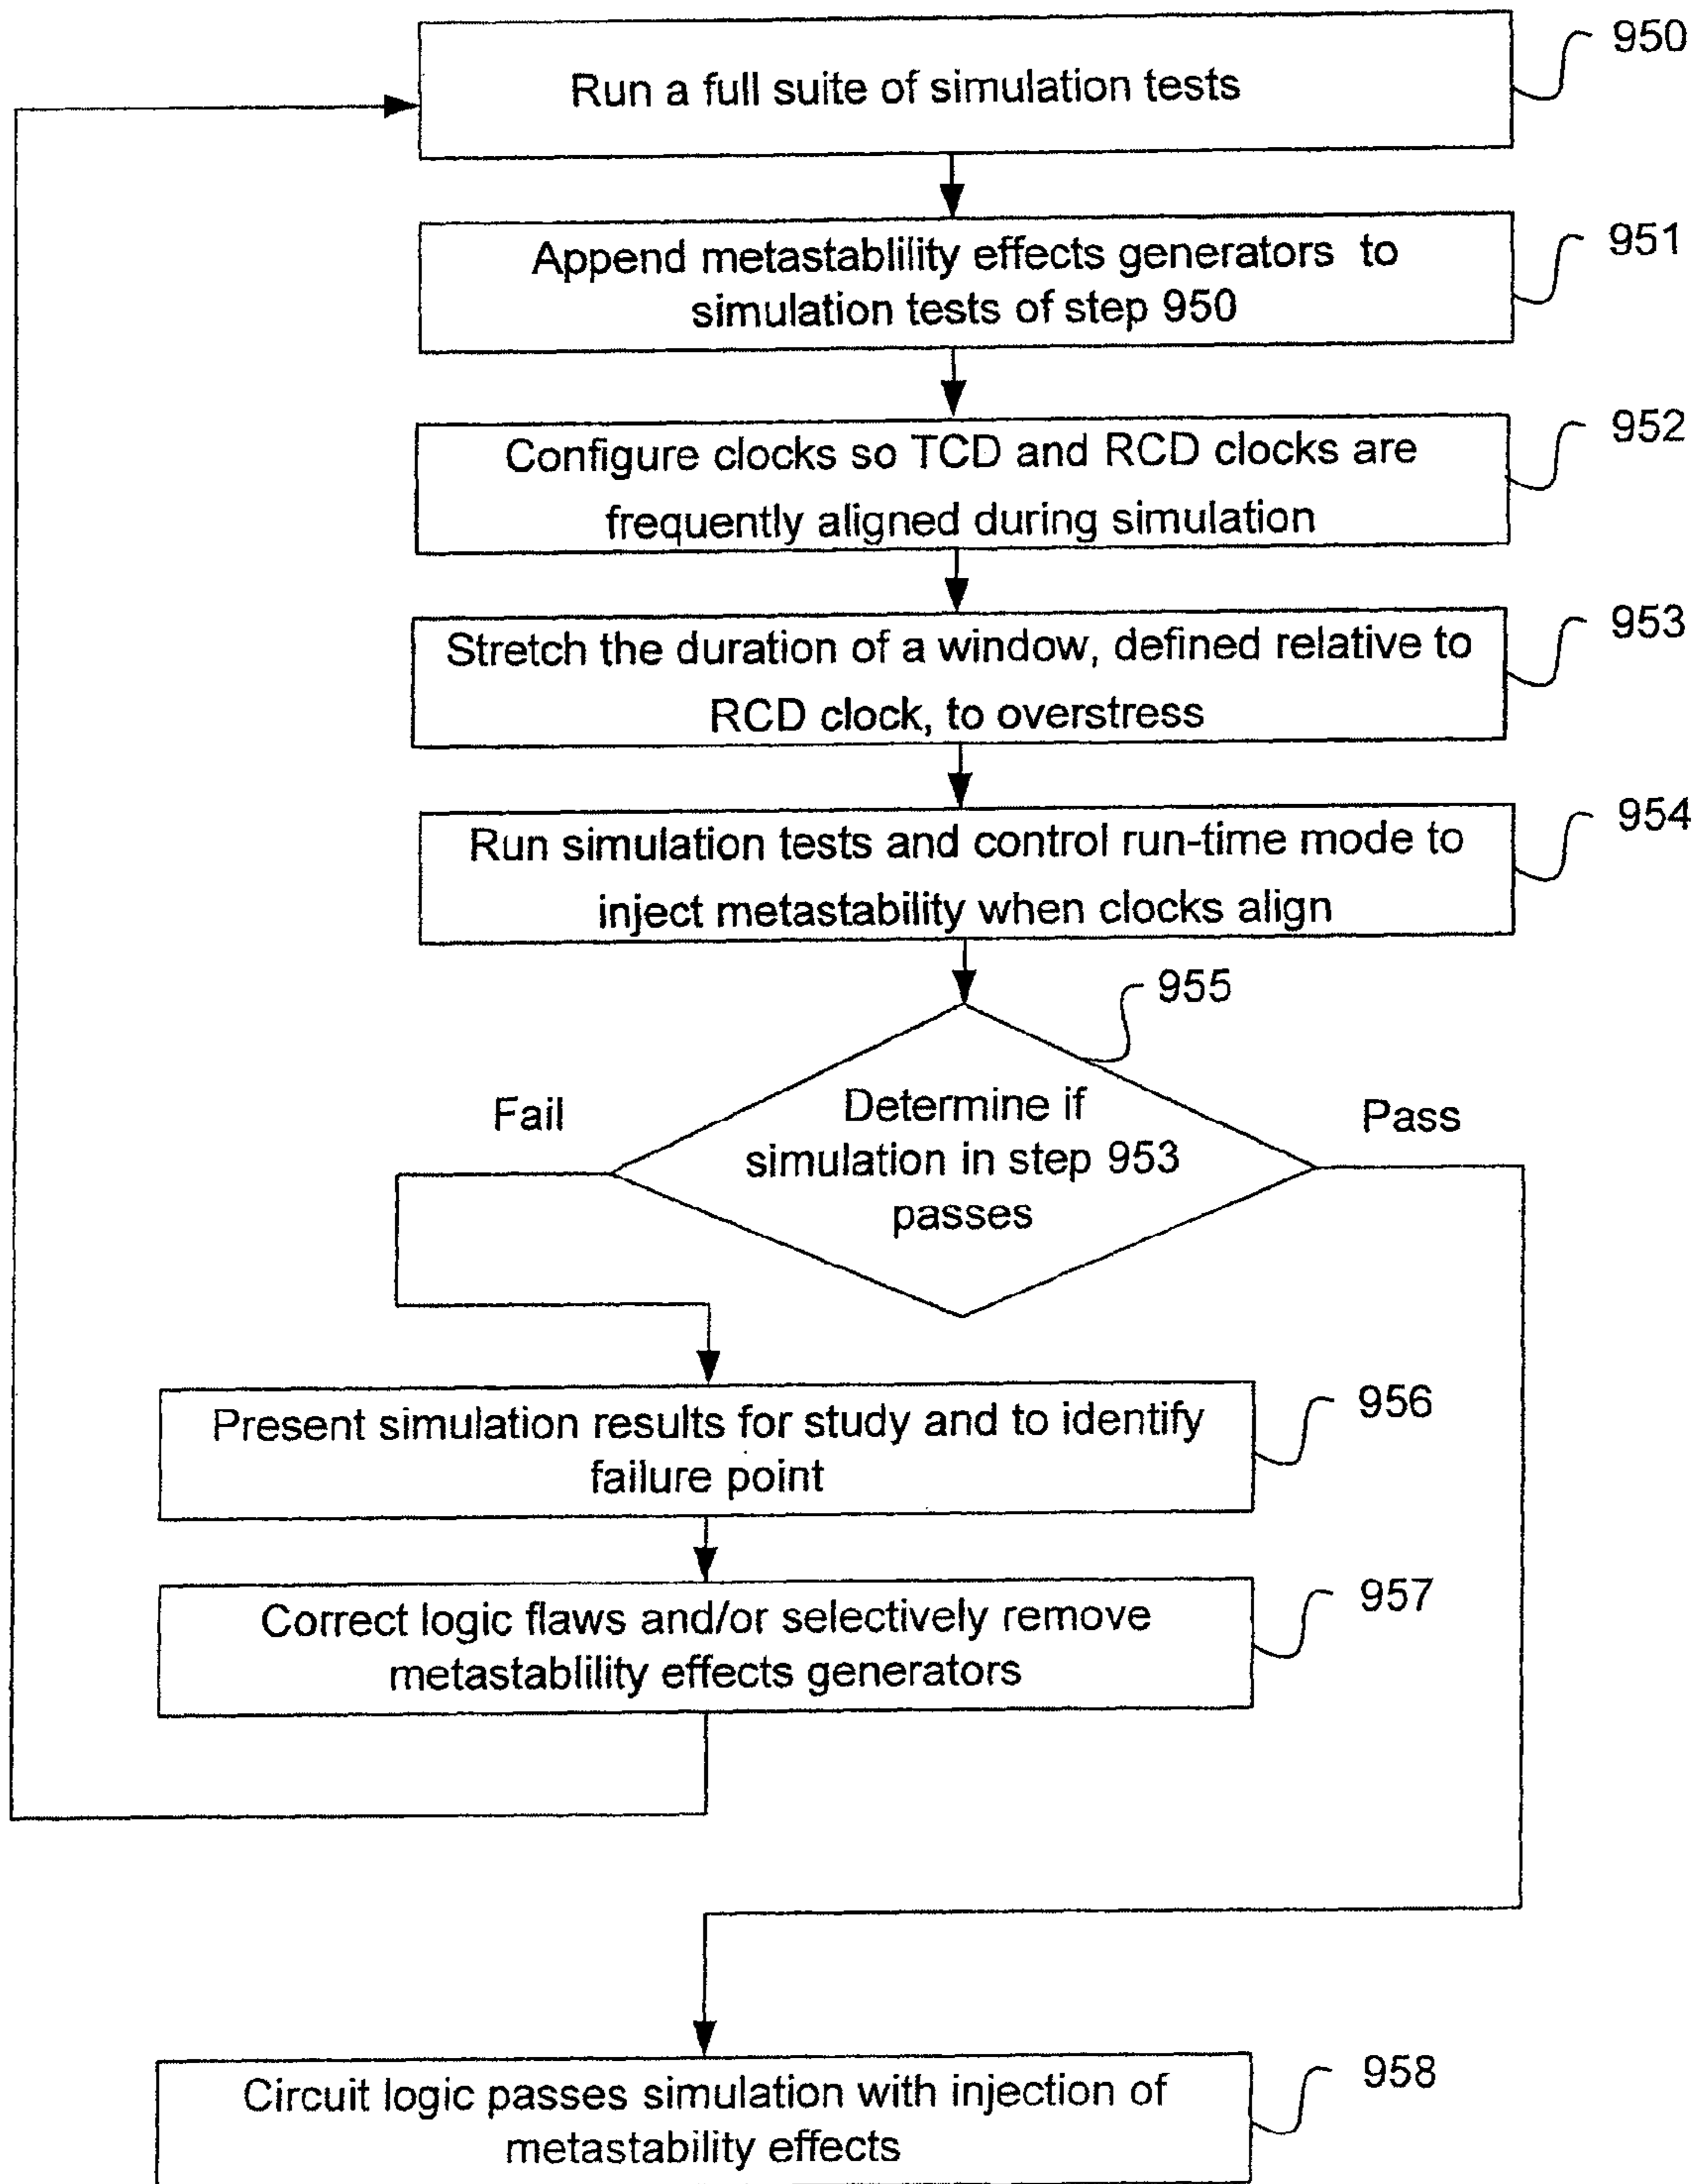 950
Run a full suite of simulation tests
951
Append metastablility effects generators to
simulation tests of step 950
952
Configure clocks so TCD and RCD clocks are
frequently aligned during simulation
953
Stretch the duration of a window, defined relative to
RCD clock, to overstress
954
Run simulation tests and control run-time mode to
inject metastability when clocks align
955
Fail
Pass
Determine if
simulation in step 953
passes
956
Present simulation results for study and to identify
failure point
957
Correct logic flaws and/or selectively remove
metastablility effects generators
958
Circuit logic passes simulation with injection of
metastability effects